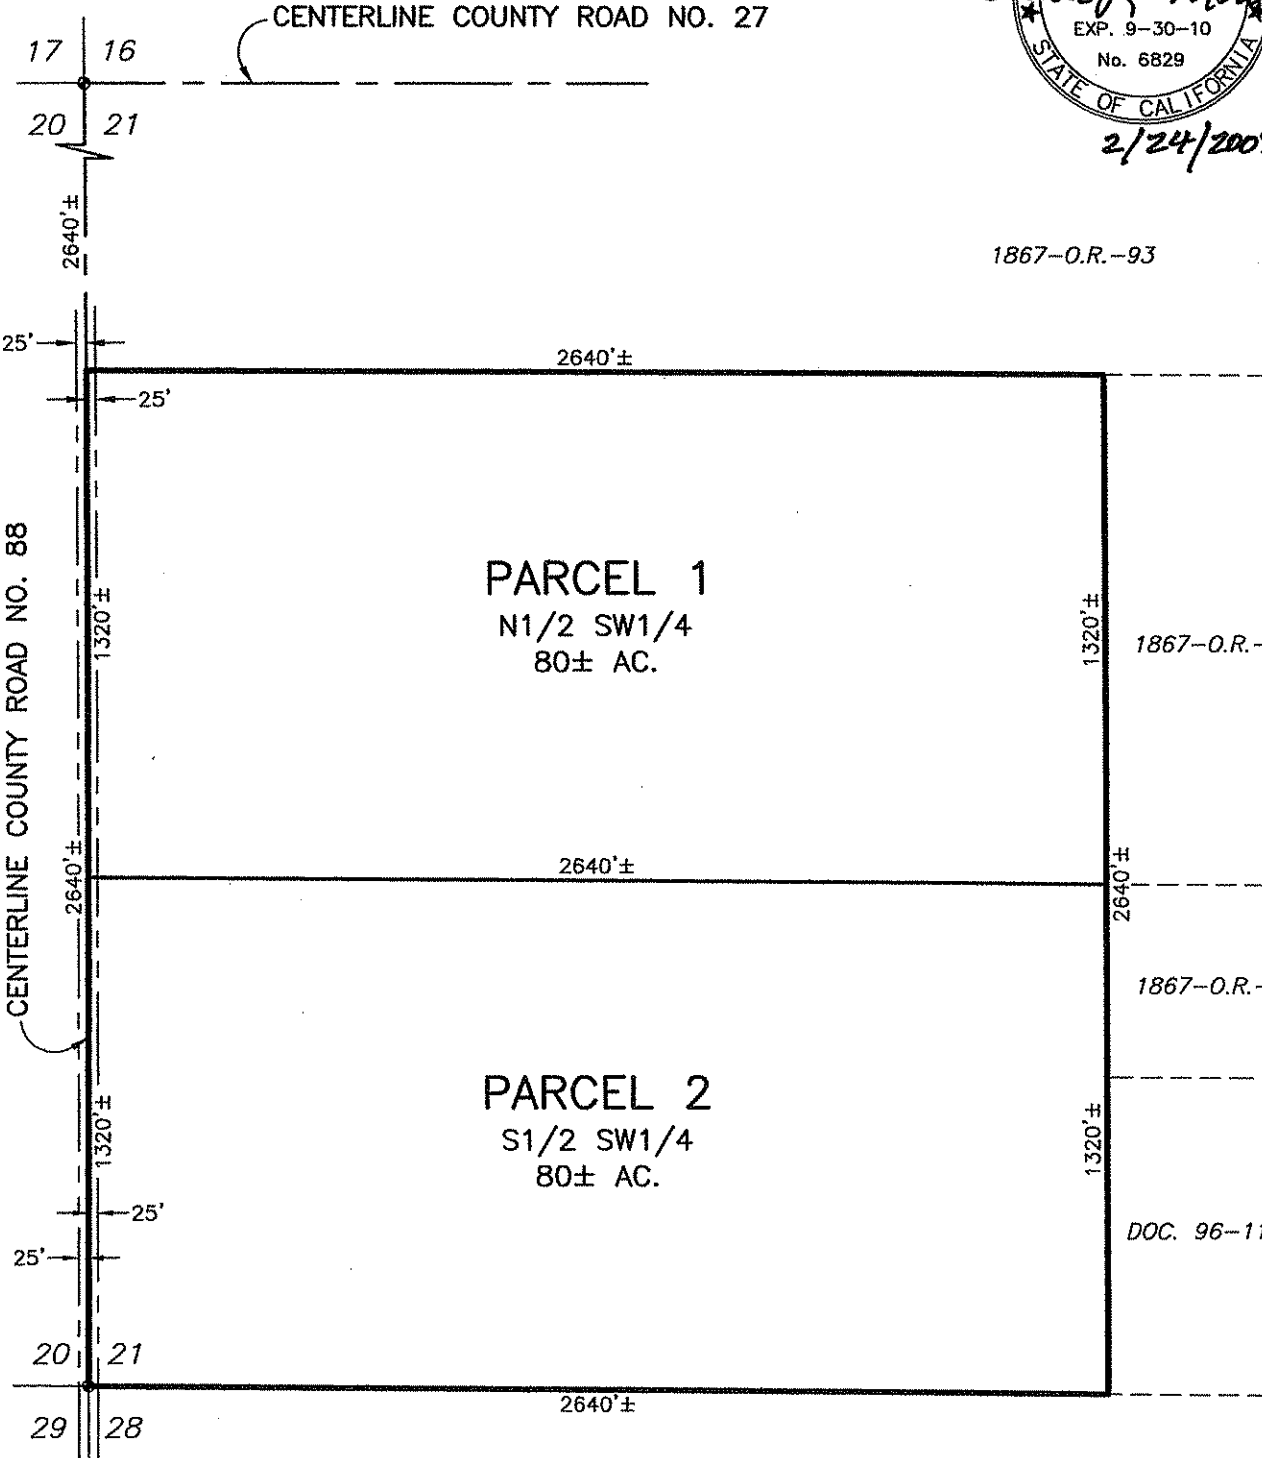 CENTERLINE COUNTY ROAD NO. 27
EXP. 9-30-10
No. 6829
STATE OF CALIFORNIA
2/24/200
17 16
20 21
2640'±
1867-O.R.-93
25'
2640'±
25'
CENTERLINE COUNTY ROAD NO. 88
1320'±
PARCEL 1
N1/2 SW1/4
80± AC.
1320'±
1867-O.R.-
2640'±
2640'±
2640'±
1867-O.R.-
PARCEL 2
S1/2 SW1/4
80± AC.
1320'±
1320'±
25'
25'
DOC. 96-11
20 21
2640'±
29 28